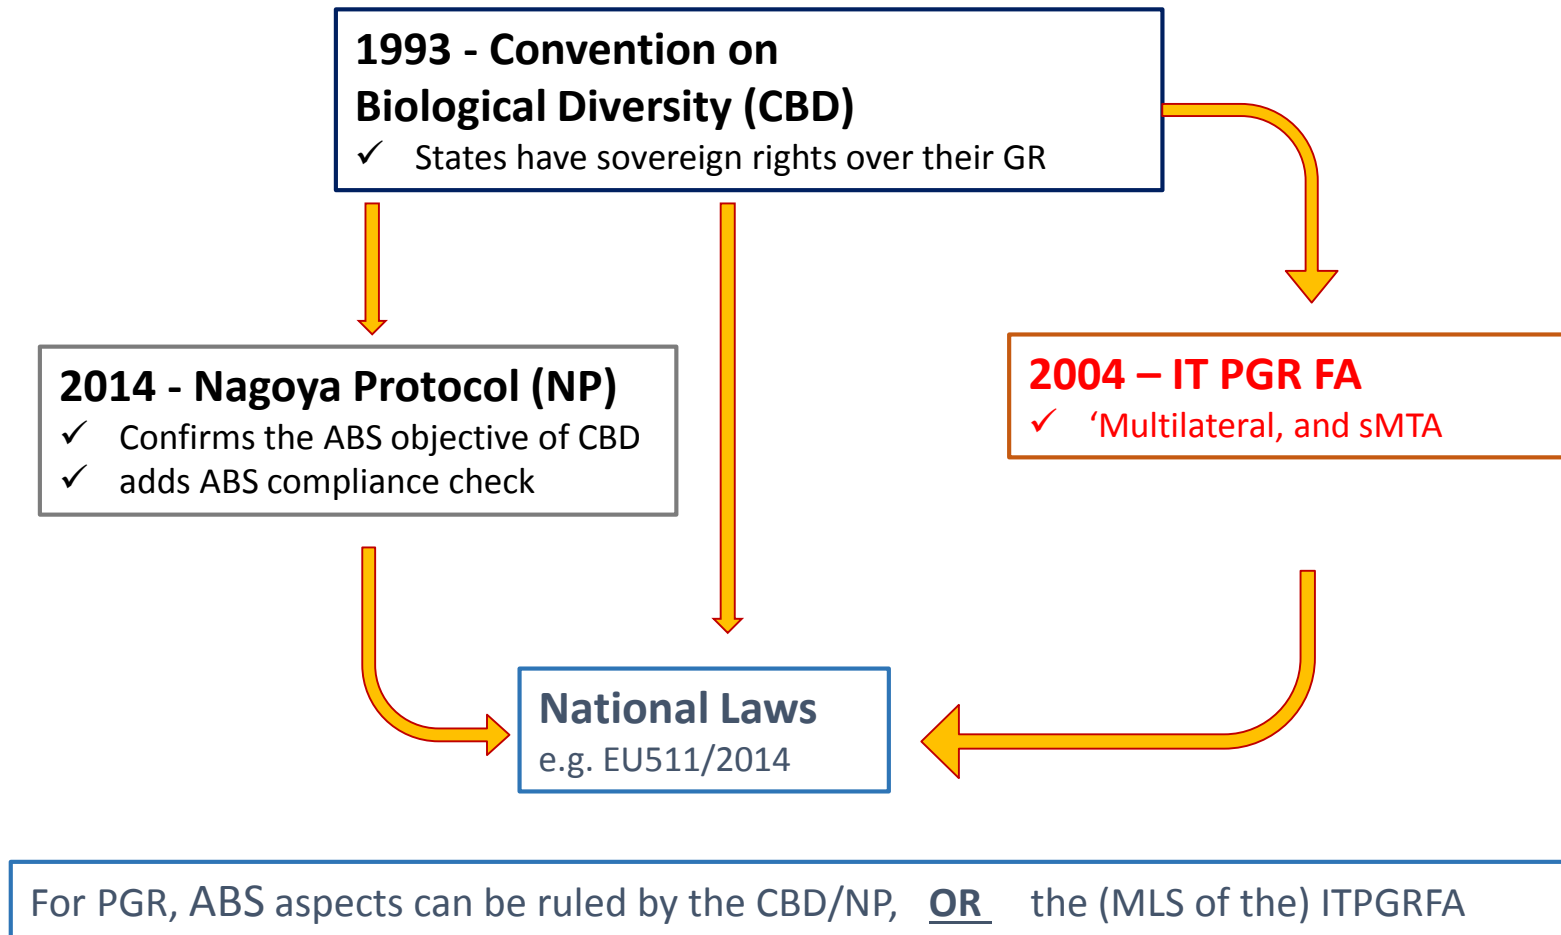 1993 - Convention on
Biological Diversity (CBD)
✓ States have sovereign rights over their GR
2014 - Nagoya Protocol (NP)
✓ Confirms the ABS objective of CBD
✓ adds ABS compliance check
2004 – IT PGR FA
✓ ‘Multilateral, and sMTA
National Laws
e.g. EU511/2014
For PGR, ABS aspects can be ruled by the CBD/NP, OR the (MLS of the) ITPGRFA